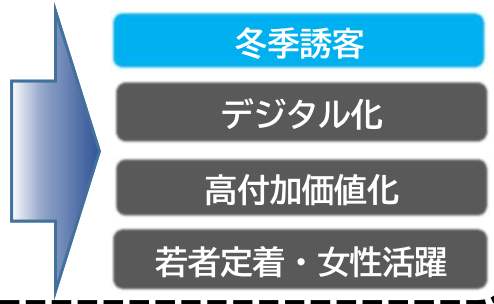 冬季誘客
デジタル化
高付加価値化
若者定着・女性活躍